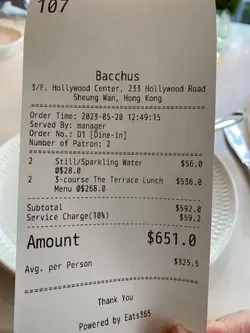 107
Bacchus
3/F, Hollywood Center, 233 Hollywood Road
Sheung Wan, Hong Kong
Order Time: 2023-05-20 12:49:15
Served By: manager
Order No.: D1 [Dine-in]
Number of Patron: 2
2 Still/Sparkling Water $56.0
@$28.0
2 3-course The Terrace Lunch $536.0
Menu @$268.0
Subtotal $592.0
Service Charge(10%) $59.2
Amount $651.0
Avg. per Person $325.5
Thank You
Powered by Eats365